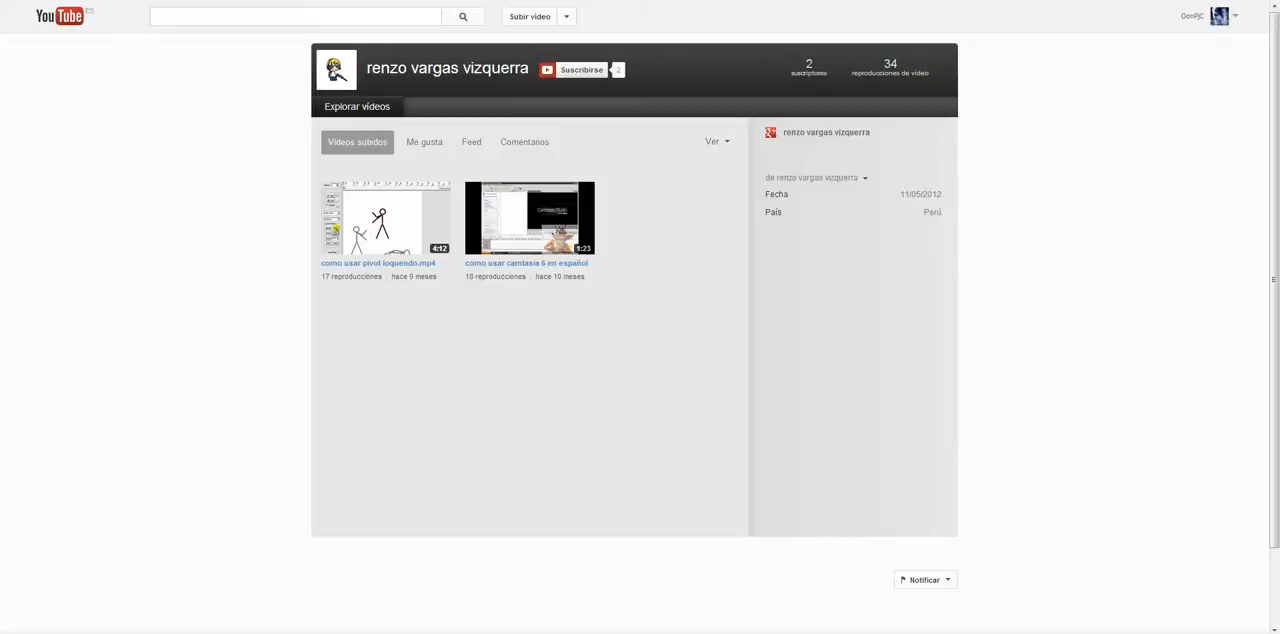 YouTube ES
Subir vídeo
DonPjC
renzo vargas vizquerra
Suscribirse 2
2
suscriptores
34
reproducciones de vídeo
Explorar vídeos
Vídeos subidos Me gusta Feed Comentarios Ver
renzo vargas vizquerra
de renzo vargas vizquerra
Fecha 11/05/2012
País Perú
4:12
como usar pivot loquendo.mp4
17 reproducciones hace 9 meses
1:23
como usar camtasia 6 en español
18 reproducciones hace 10 meses
Notificar